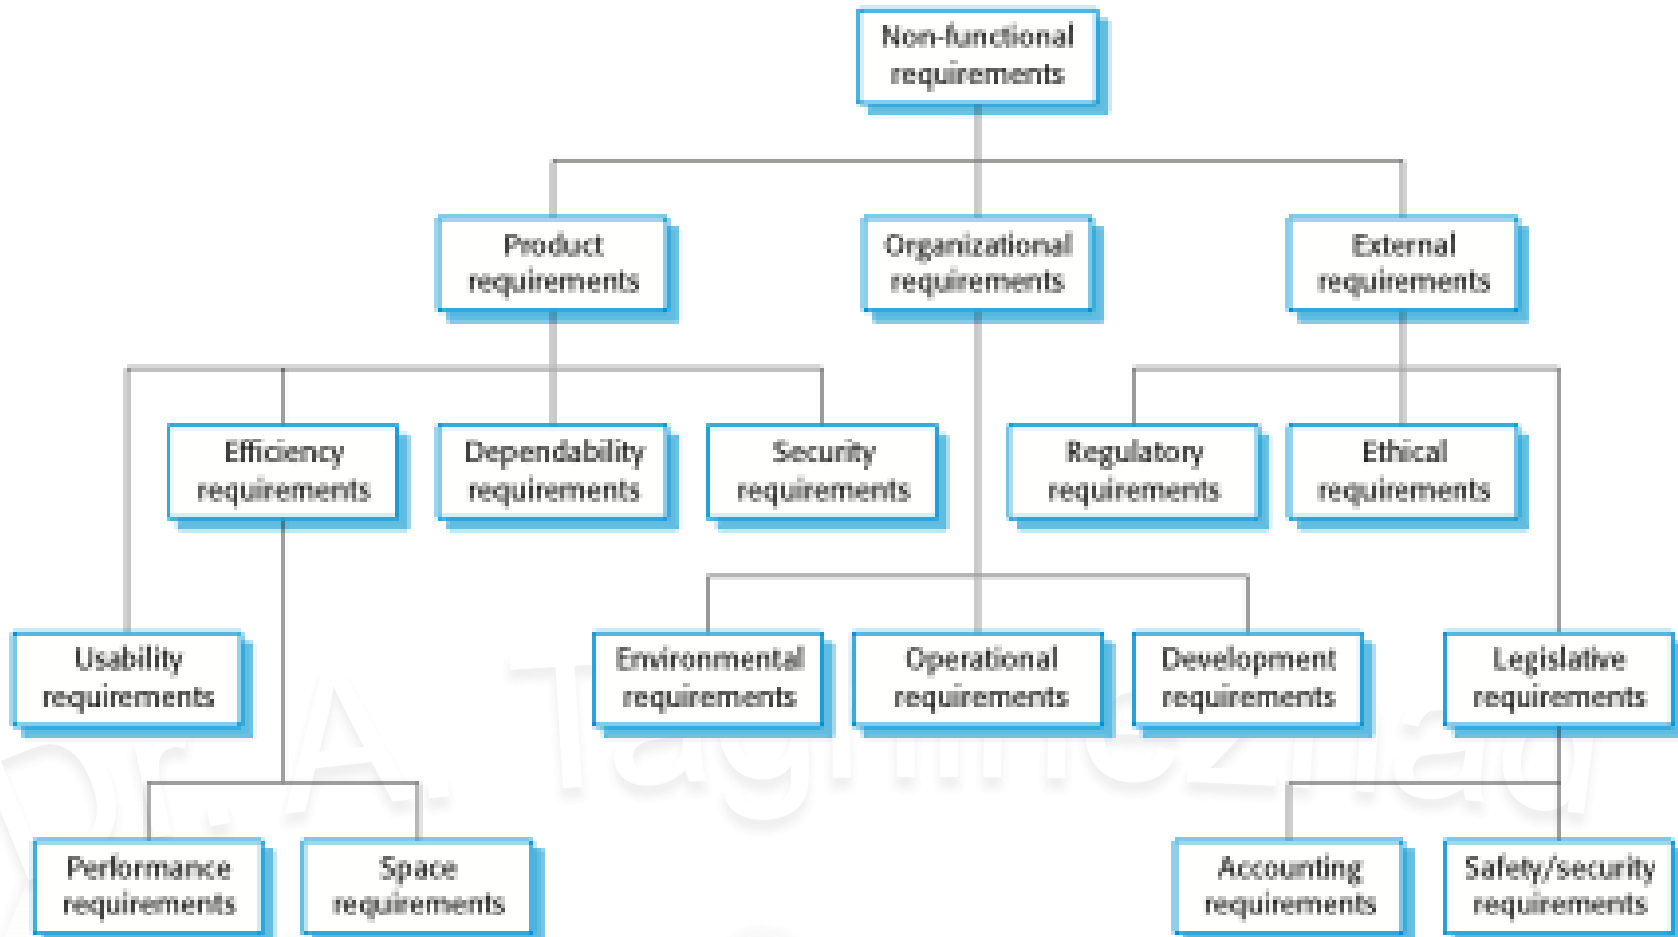 Non-functional
requirements
Product
requirements
Organizational
requirements
External
requirements
Efficiency
requirements
Dependability
requirements
Security
requirements
Regulatory
requirements
Ethical
requirements
Usability
requirements
Environmental
requirements
Operational
requirements
Development
requirements
Legislative
requirements
Performance
requirements
Space
requirements
Accounting
requirements
Safety/security
requirements
Dr. A. Taghinezhad